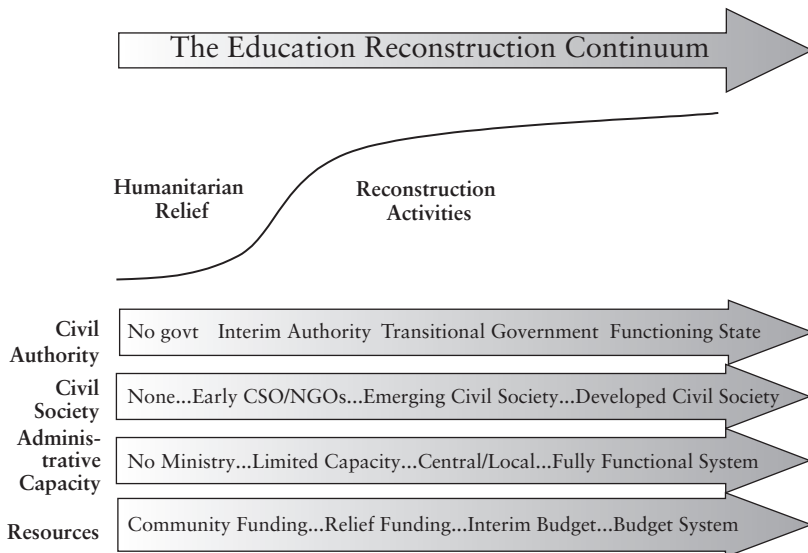 The Education Reconstruction Continuum
Humanitarian
Relief
Reconstruction
Activities
Civil
Authority
No govt Interim Authority Transitional Government Functioning State
Civil
Society
None...Early CSO/NGOs...Emerging Civil Society...Developed Civil Society
Adminis-
trative
Capacity
No Ministry...Limited Capacity...Central/Local...Fully Functional System
Resources
Community Funding...Relief Funding...Interim Budget...Budget System